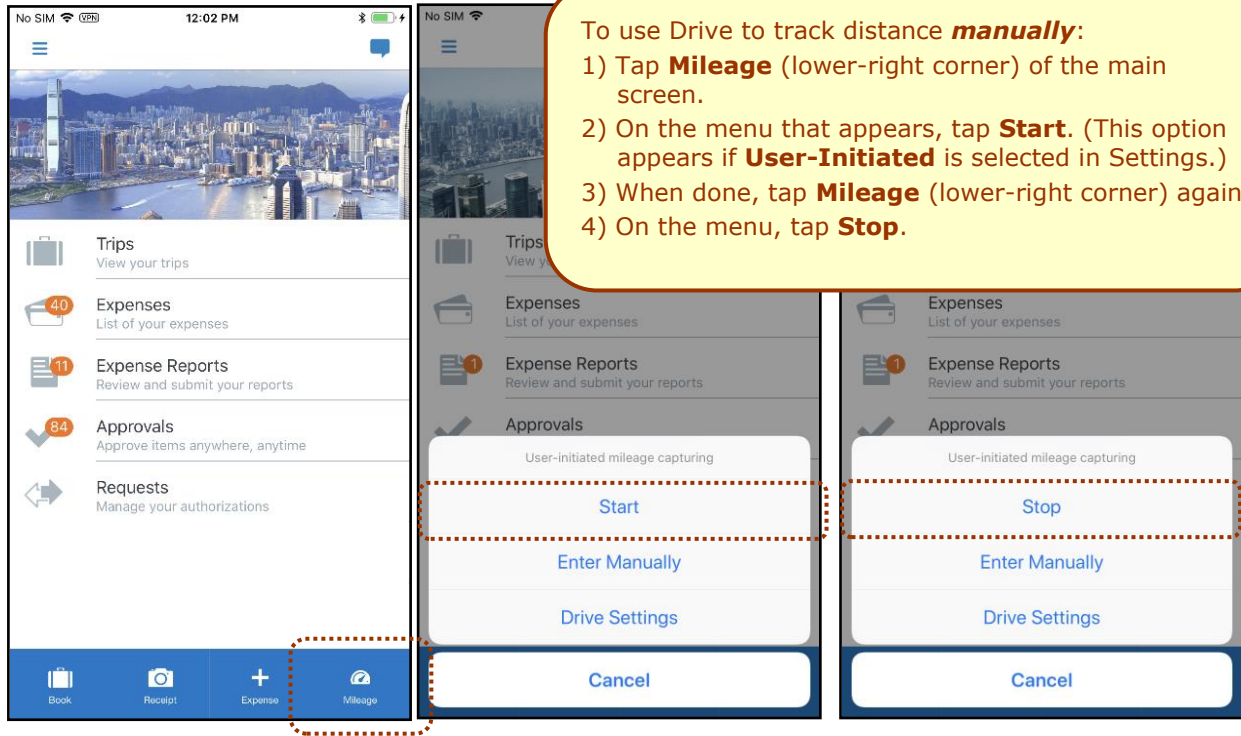 No SIM VPN 12:02 PM
Trips
View your trips
40
Expenses
List of your expenses
11
Expense Reports
Review and submit your reports
84
Approvals
Approve items anywhere, anytime
Requests
Manage your authorizations
Book Receipt Expense Mileage
No SIM
Trips
Expenses
List of your expenses
1
Expense Reports
Review and submit your reports
Approvals
User-initiated mileage capturing
Start
Enter Manually
Drive Settings
Cancel
To use Drive to track distance manually:
1) Tap Mileage (lower-right corner) of the main
screen.
2) On the menu that appears, tap Start. (This option
appears if User-Initiated is selected in Settings.)
3) When done, tap Mileage (lower-right corner) again
4) On the menu, tap Stop.
Expenses
List of your expenses
1
Expense Reports
Review and submit your reports
Approvals
User-initiated mileage capturing
Stop
Enter Manually
Drive Settings
Cancel